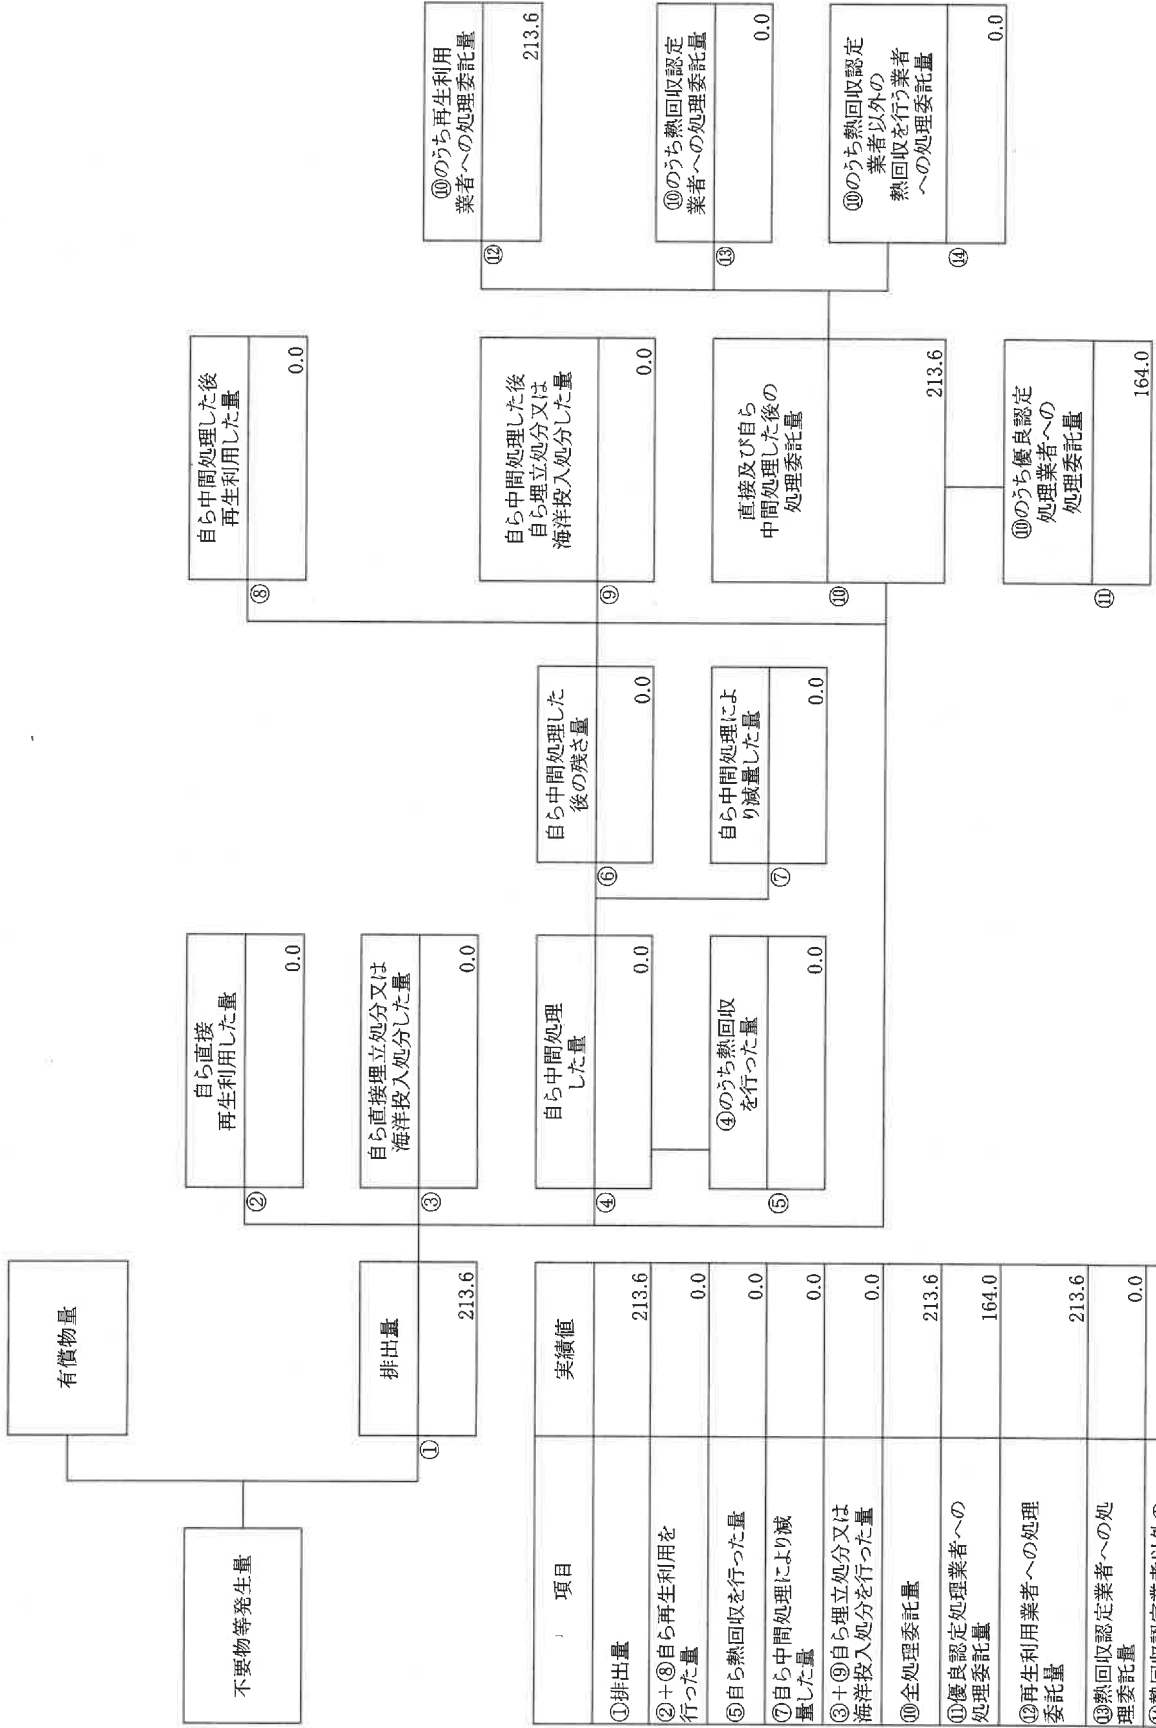 不要物等発生量
有償物量
①
排出量
213.6
②
自ら直接
再生利用した量
0.0
③
自ら直接埋立処分又は
海洋投入処分した量
0.0
④
自ら中間処理
した量
0.0
⑤
④のうち熱回収
を行った量
0.0
⑥
自ら中間処理した
後の残さ量
0.0
⑦
自ら中間処理によ
り減量した量
0.0
⑧
自ら中間処理した後
再生利用した量
0.0
⑨
自ら中間処理した後
自ら埋立処分又は
海洋投入処分した量
0.0
⑩
直接及び自ら
中間処理した後の
処理委託量
213.6
⑪
⑩のうち優良認定
処理業者への
処理委託量
164.0
⑫
⑩のうち再生利用
業者への処理委託量
213.6
⑬
⑩のうち熱回収認定
業者への処理委託量
0.0
⑭
⑩のうち熱回収認定
業者以外の
熱回収を行う業者
への処理委託量
0.0
項目 実績値
①排出量 213.6
②+⑧自ら再生利用を
行った量 0.0
⑤自ら熱回収を行った量 0.0
⑦自ら中間処理により減
量した量 0.0
③+⑨自ら埋立処分又は
海洋投入処分を行った量 0.0
⑩全処理委託量 213.6
⑪優良認定処理業者への
処理委託量 164.0
⑫再生利用業者への処理
委託量 213.6
⑬熱回収認定業者への処
理委託量 0.0